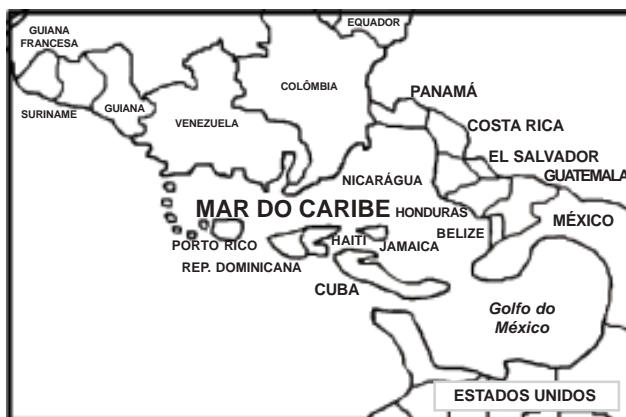 EQUADOR
GUIANA
FRANCESA
COLÔMBIA
PANAMÁ
SURINAME
GUIANA
VENEZUELA
COSTA RICA
EL SALVADOR
GUATEMALA
NICARÁGUA
MAR DO CARIBE
HONDURAS
MÉXICO
BELIZE
PORTO RICO
HAITI
JAMAICA
REP. DOMINICANA
CUBA
Golfo do
México
ESTADOS UNIDOS